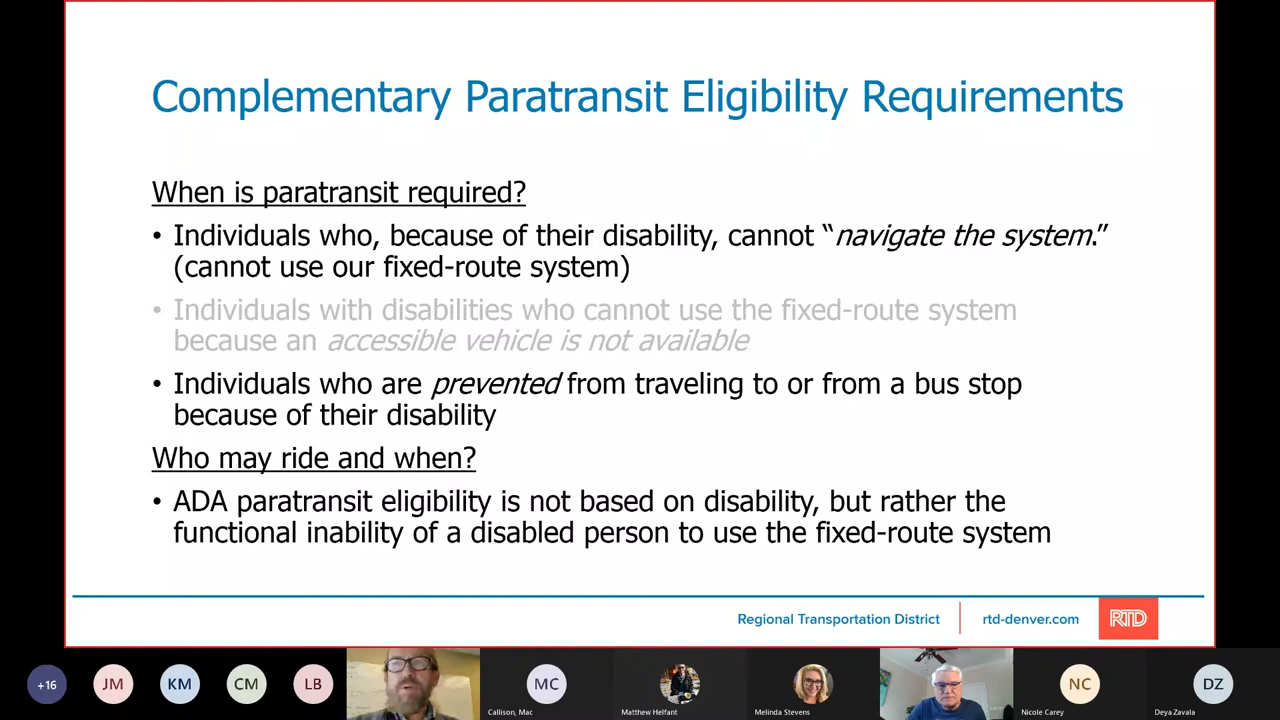 Complementary Paratransit Eligibility Requirements
When is paratransit required?
• Individuals who, because of their disability, cannot “navigate the system.”
(cannot use our fixed-route system)
• Individuals with disabilities who cannot use the fixed-route system
because an accessible vehicle is not available
• Individuals who are prevented from traveling to or from a bus stop
because of their disability
Who may ride and when?
• ADA paratransit eligibility is not based on disability, but rather the
functional inability of a disabled person to use the fixed-route system
Regional Transportation District
rtd-denver.com
RTD
+16
JM
KM
CM
LB
MC
NC
DZ
Callison, Mac
Matthew Helfant
Melinda Stevens
Nicole Carey
Deya Zavala